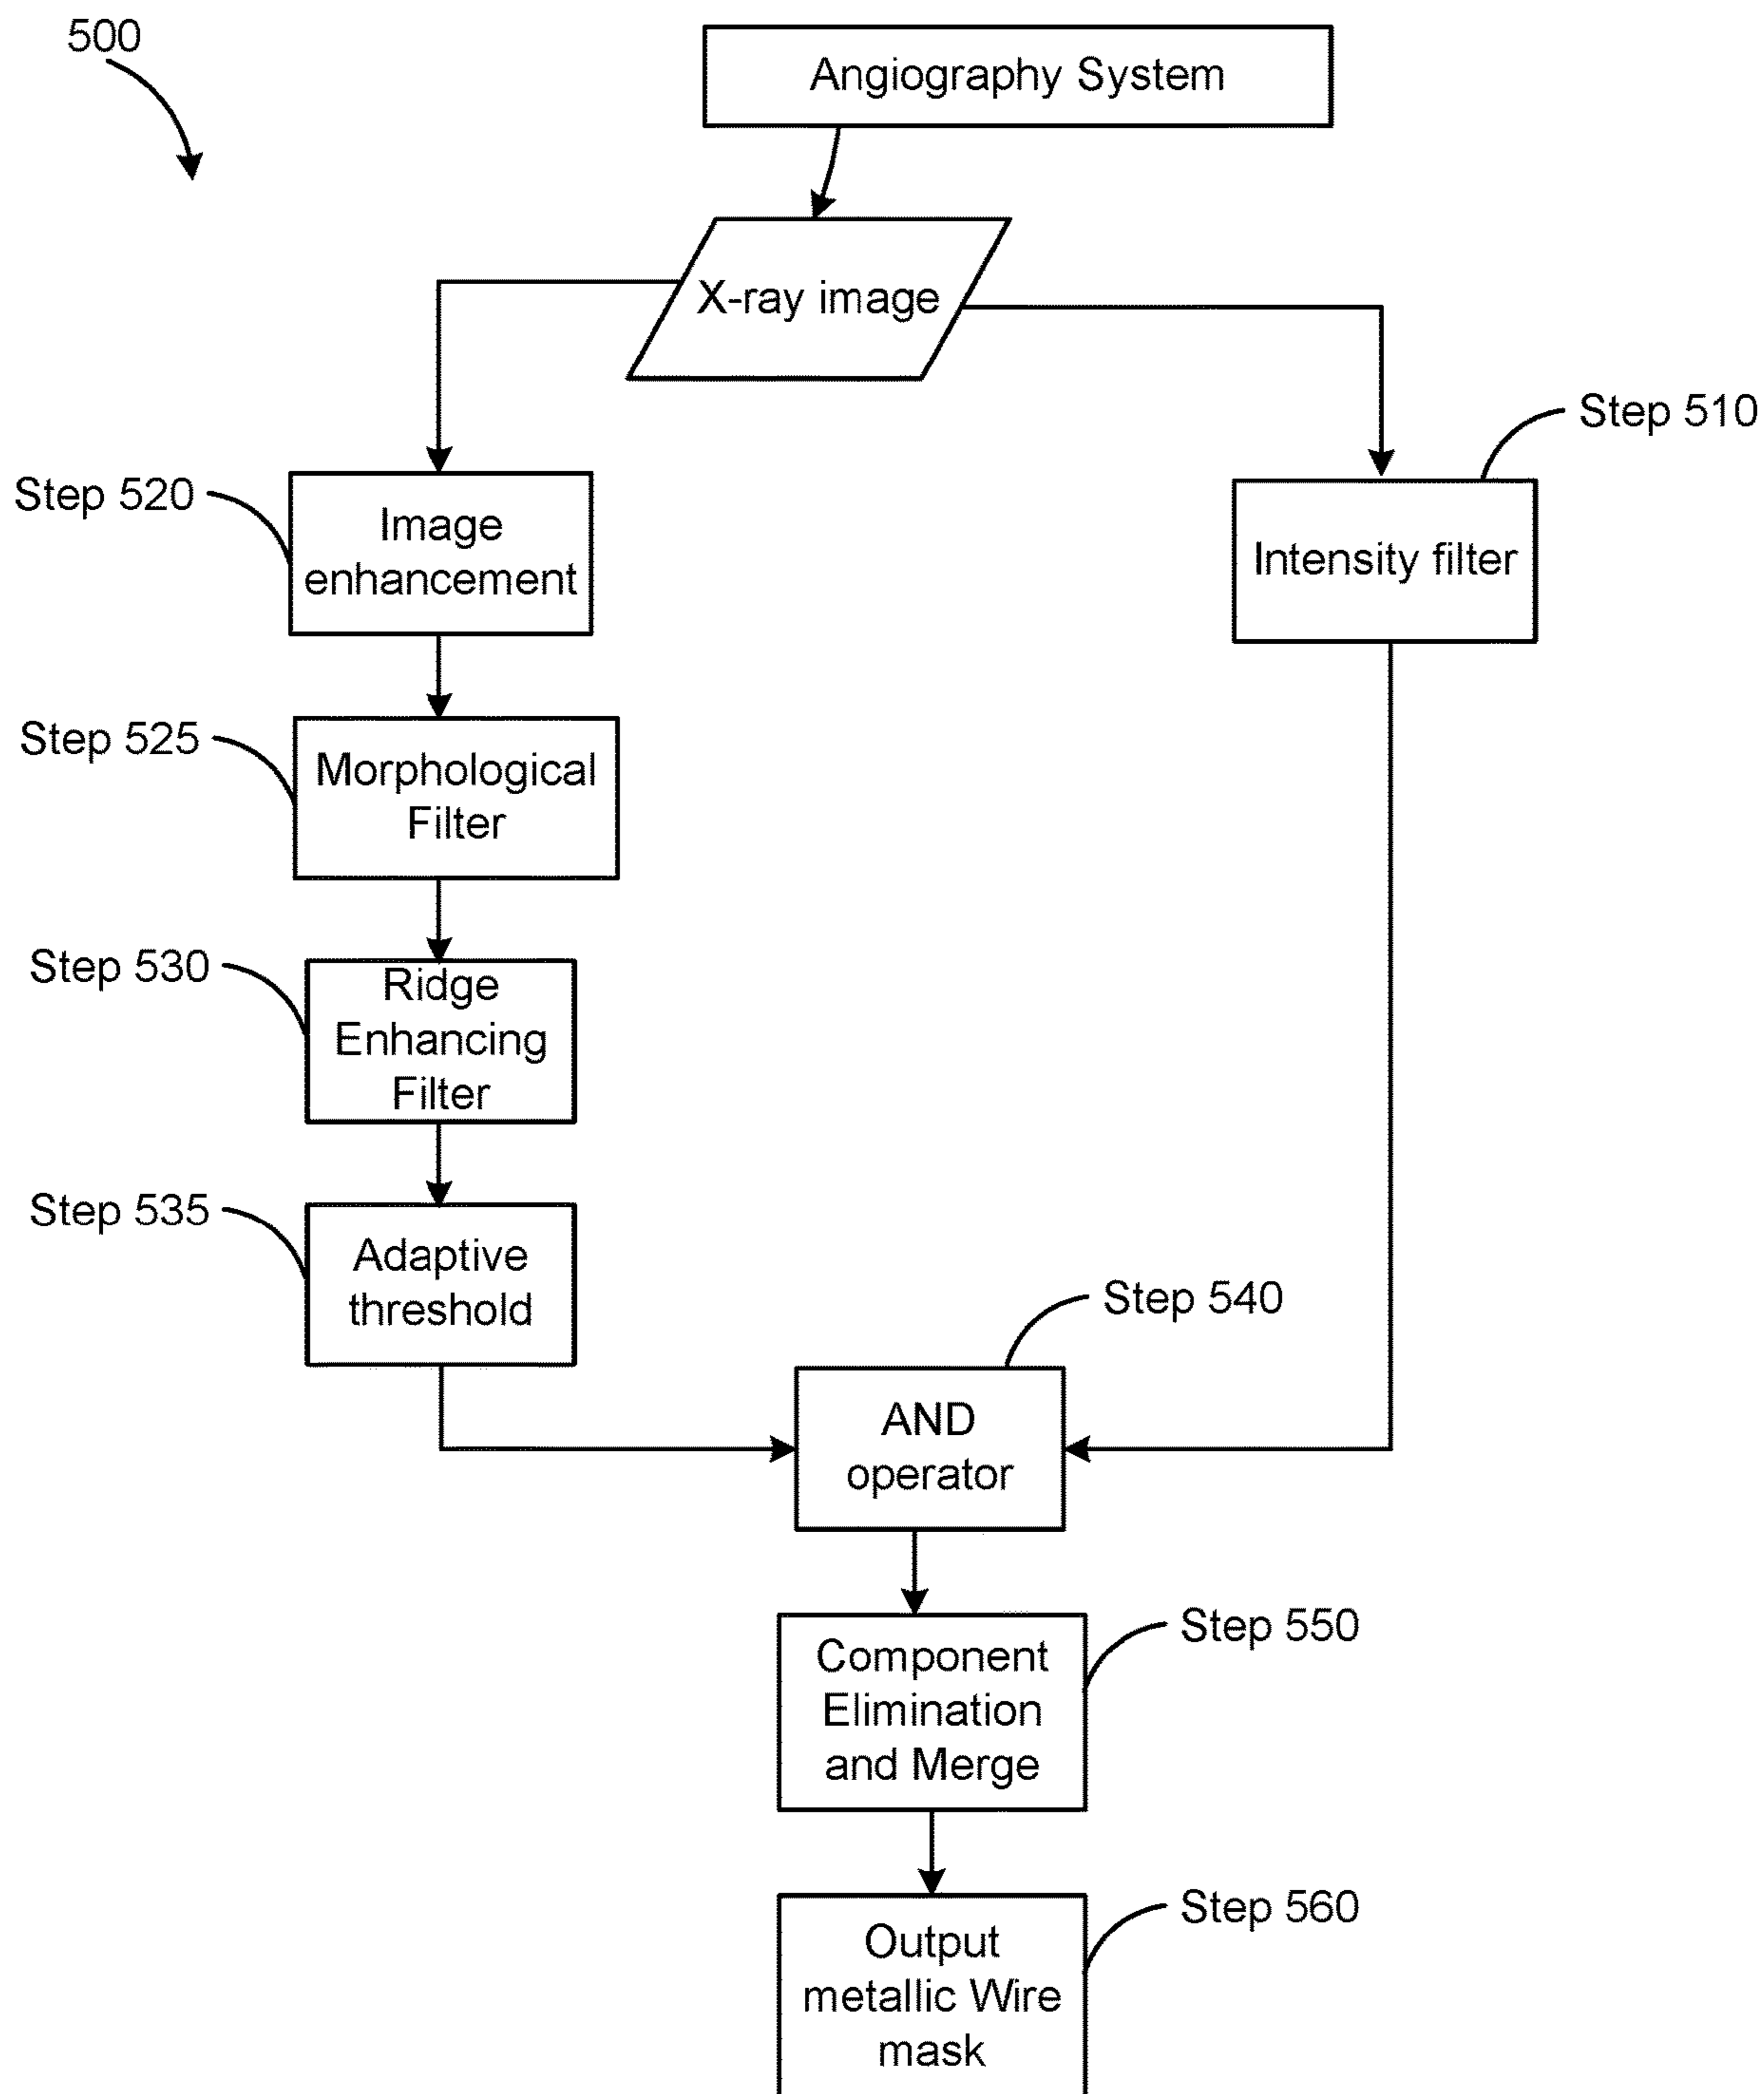 500
Angiography System
X-ray image
Step 510
Step 520
Image
enhancement
Intensity filter
Step 525
Morphological
Filter
Step 530
Ridge
Enhancing
Filter
Step 535
Adaptive
threshold
Step 540
AND
operator
Step 550
Component
Elimination
and Merge
Step 560
Output
metallic Wire
mask